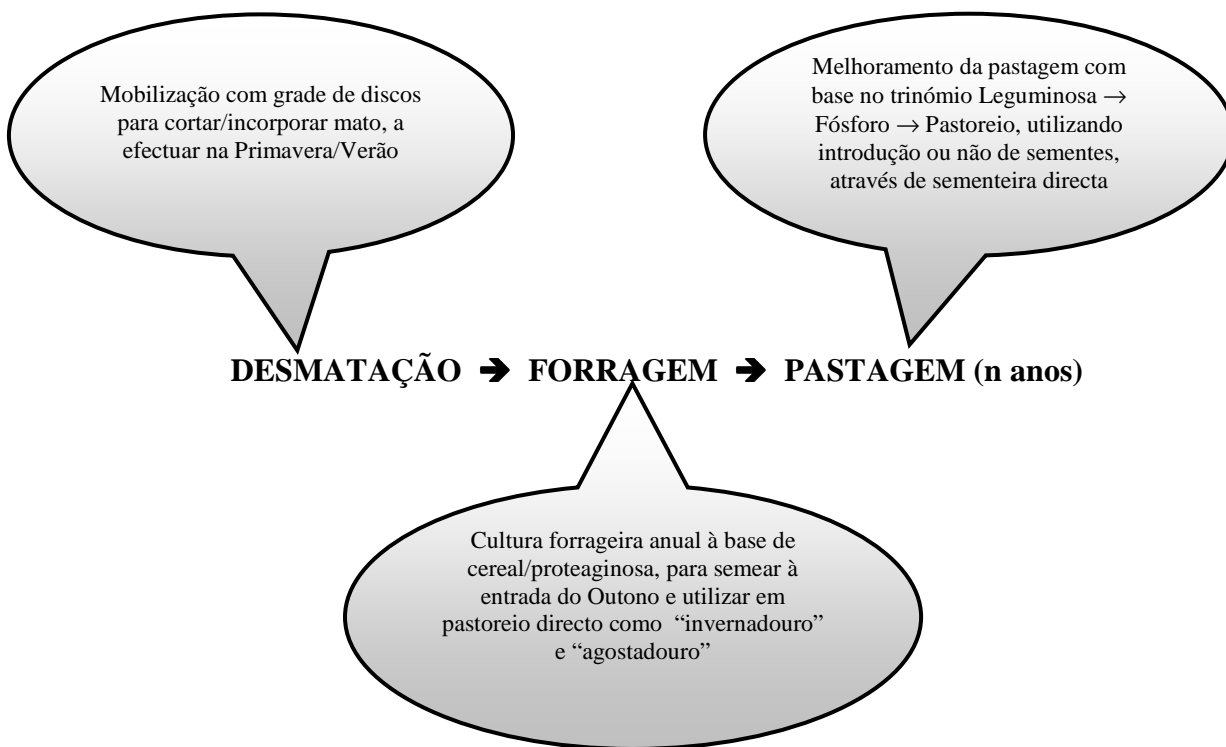 Mobilização com grade de discos
para cortar/incorporar mato, a
efectuar na Primavera/Verão
Melhoramento da pastagem com
base no trinómio Leguminosa →
Fósforo → Pastoreio, utilizando
introdução ou não de sementes,
através de sementeira directa
DESMATAÇÃO ➔ FORRAGEM ➔ PASTAGEM (n anos)
Cultura forrageira anual à base de
cereal/proteaginosa, para semear à
entrada do Outono e utilizar em
pastoreio directo como “invernadouro”
e “agostadouro”